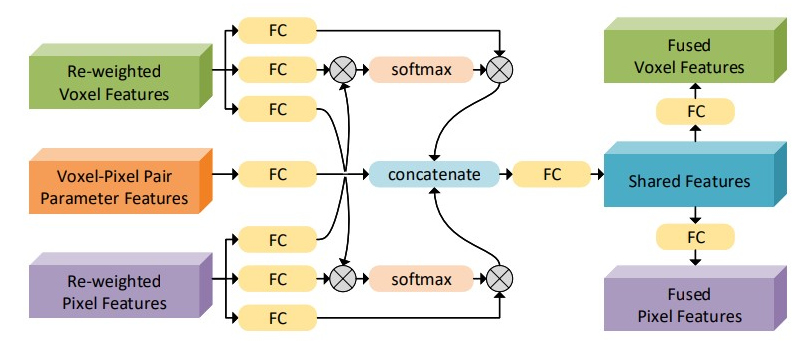 FC
Re-weighted
Voxel Features
FC
softmax
FC
Voxel-Pixel Pair
Parameter Features
FC
concatenate
FC
FC
Re-weighted
Pixel Features
FC
softmax
FC
Fused
Voxel Features
FC
Shared Features
FC
Fused
Pixel Features